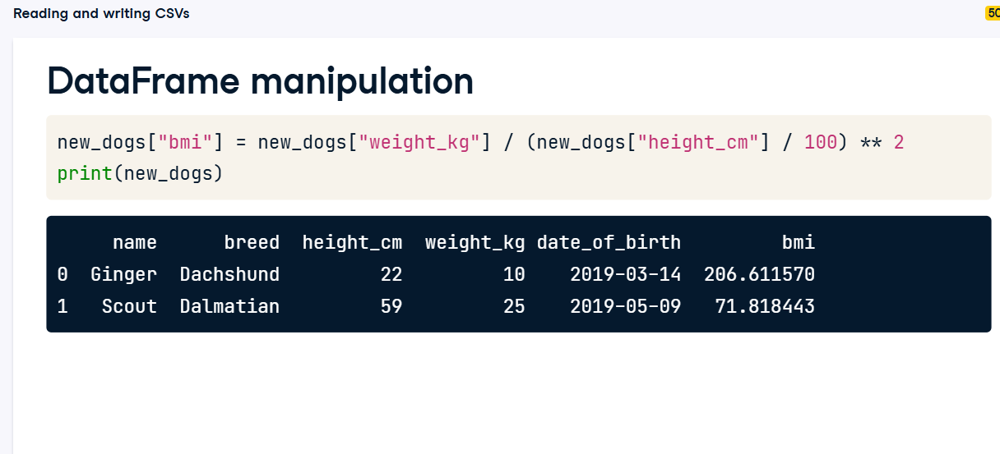 Reading and writing CSVs
50
DataFrame manipulation
new_dogs["bmi"] = new_dogs["weight_kg"] / (new_dogs["height_cm"] / 100) ** 2
print(new_dogs)
name breed height_cm weight_kg date_of_birth bmi
0 Ginger Dachshund 22 10 2019-03-14 206.611570
1 Scout Dalmatian 59 25 2019-05-09 71.818443